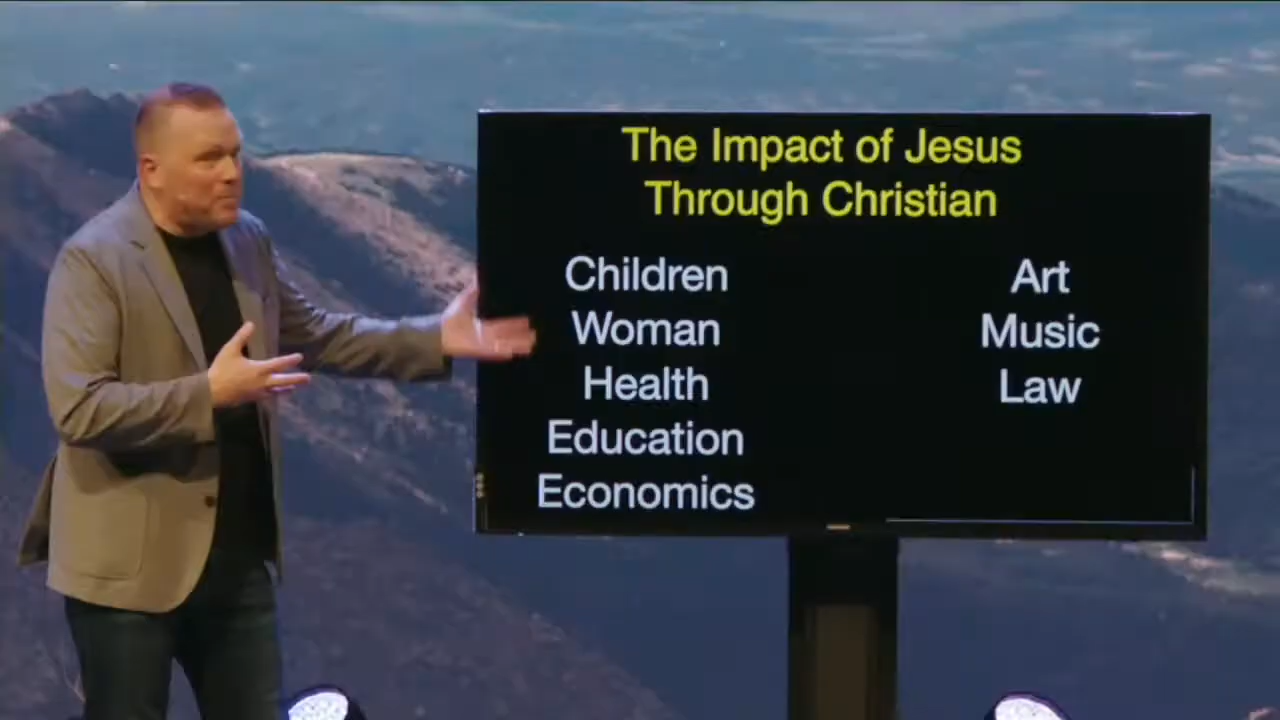 The Impact of Jesus
Through Christian
Children
Woman
Health
Education
Economics
Art
Music
Law